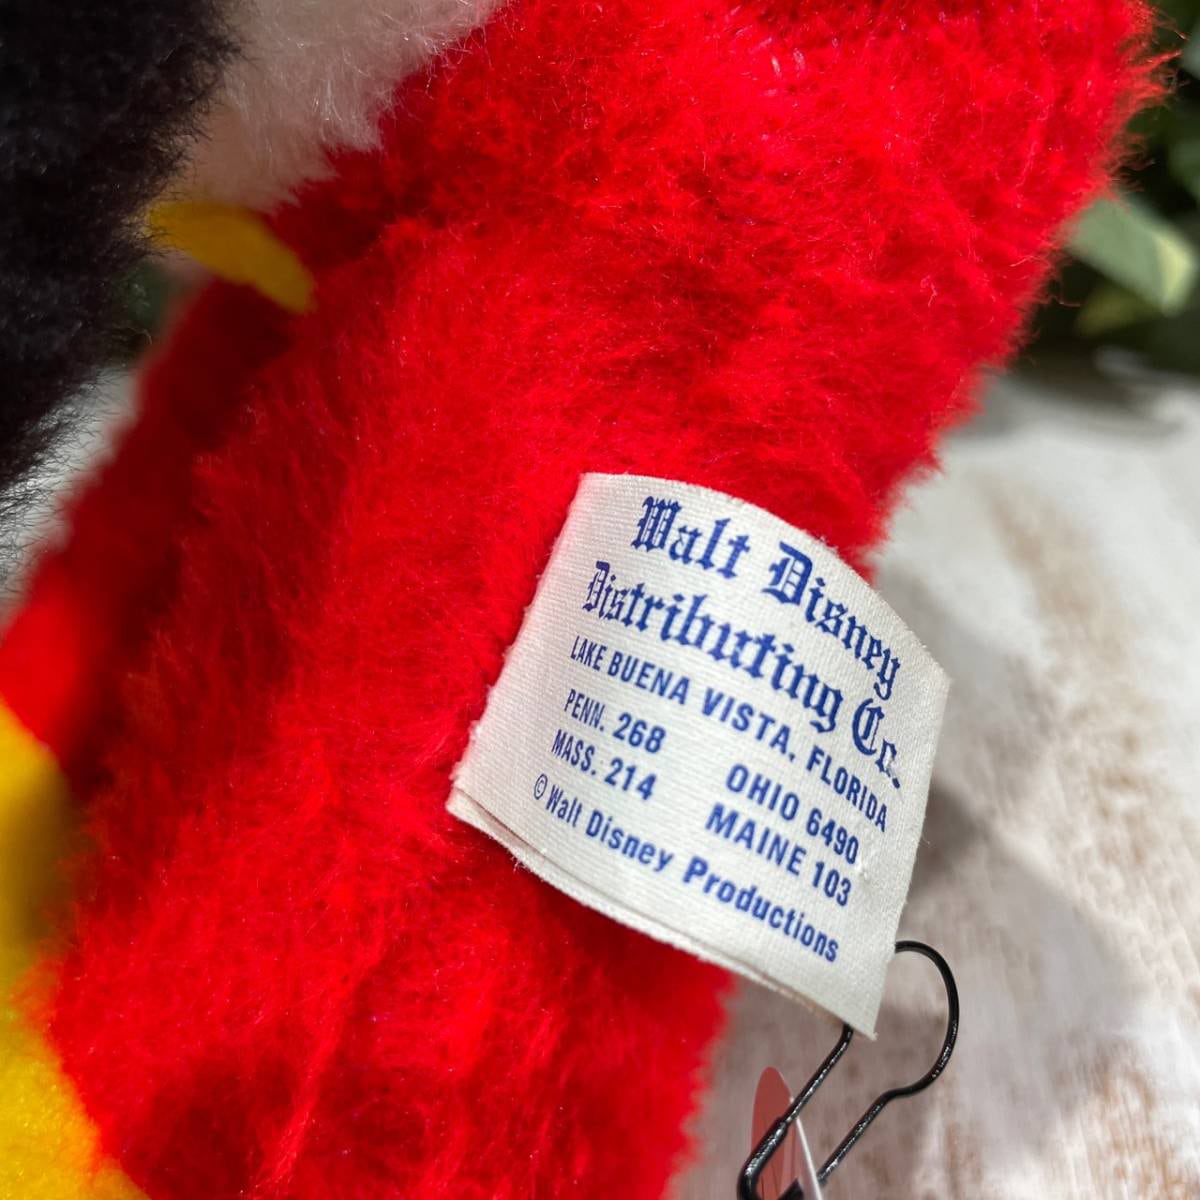 Walt Disney
Distributing Co.
LAKE BUENA VISTA, FLORIDA
PENN. 268 OHIO 6490
MASS. 214 MAINE 103
© Walt Disney Productions